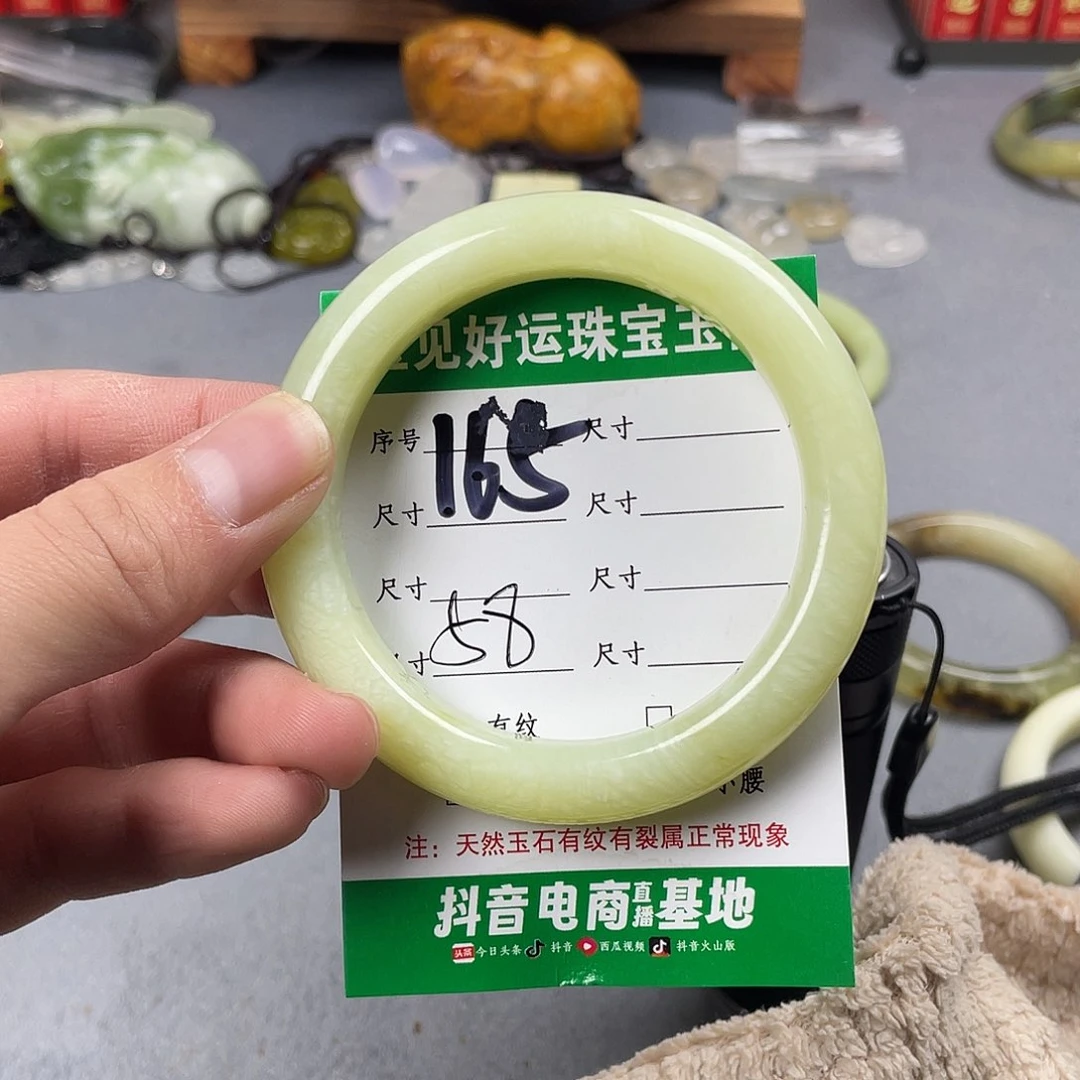 见好运珠宝玉
序号 165 尺寸
尺寸 尺寸
尺寸 尺寸
寸 58 尺寸
有纹 □
小腰
注：天然玉石有纹有裂属正常现象
抖音电商直播基地
头条 今日头条 抖音 西瓜视频 抖音火山版